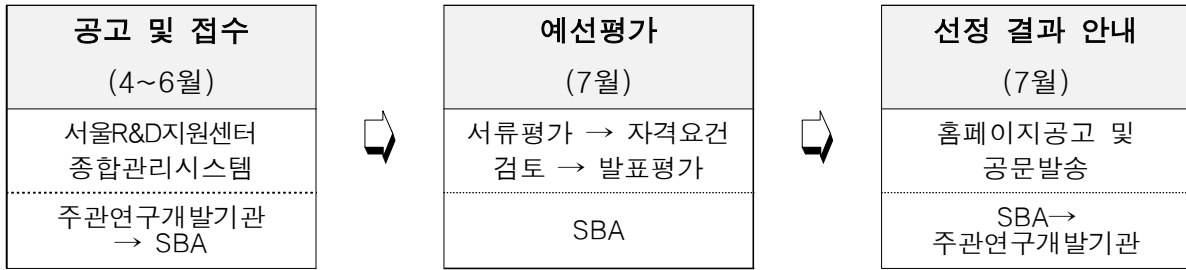 공고 및 접수
(4~6월)
서울R&D지원센터
종합관리시스템
주관연구개발기관
→ SBA
예선평가
(7월)
서류평가 → 자격요건
검토 → 발표평가
SBA
선정 결과 안내
(7월)
홈페이지공고 및
공문발송
SBA→
주관연구개발기관